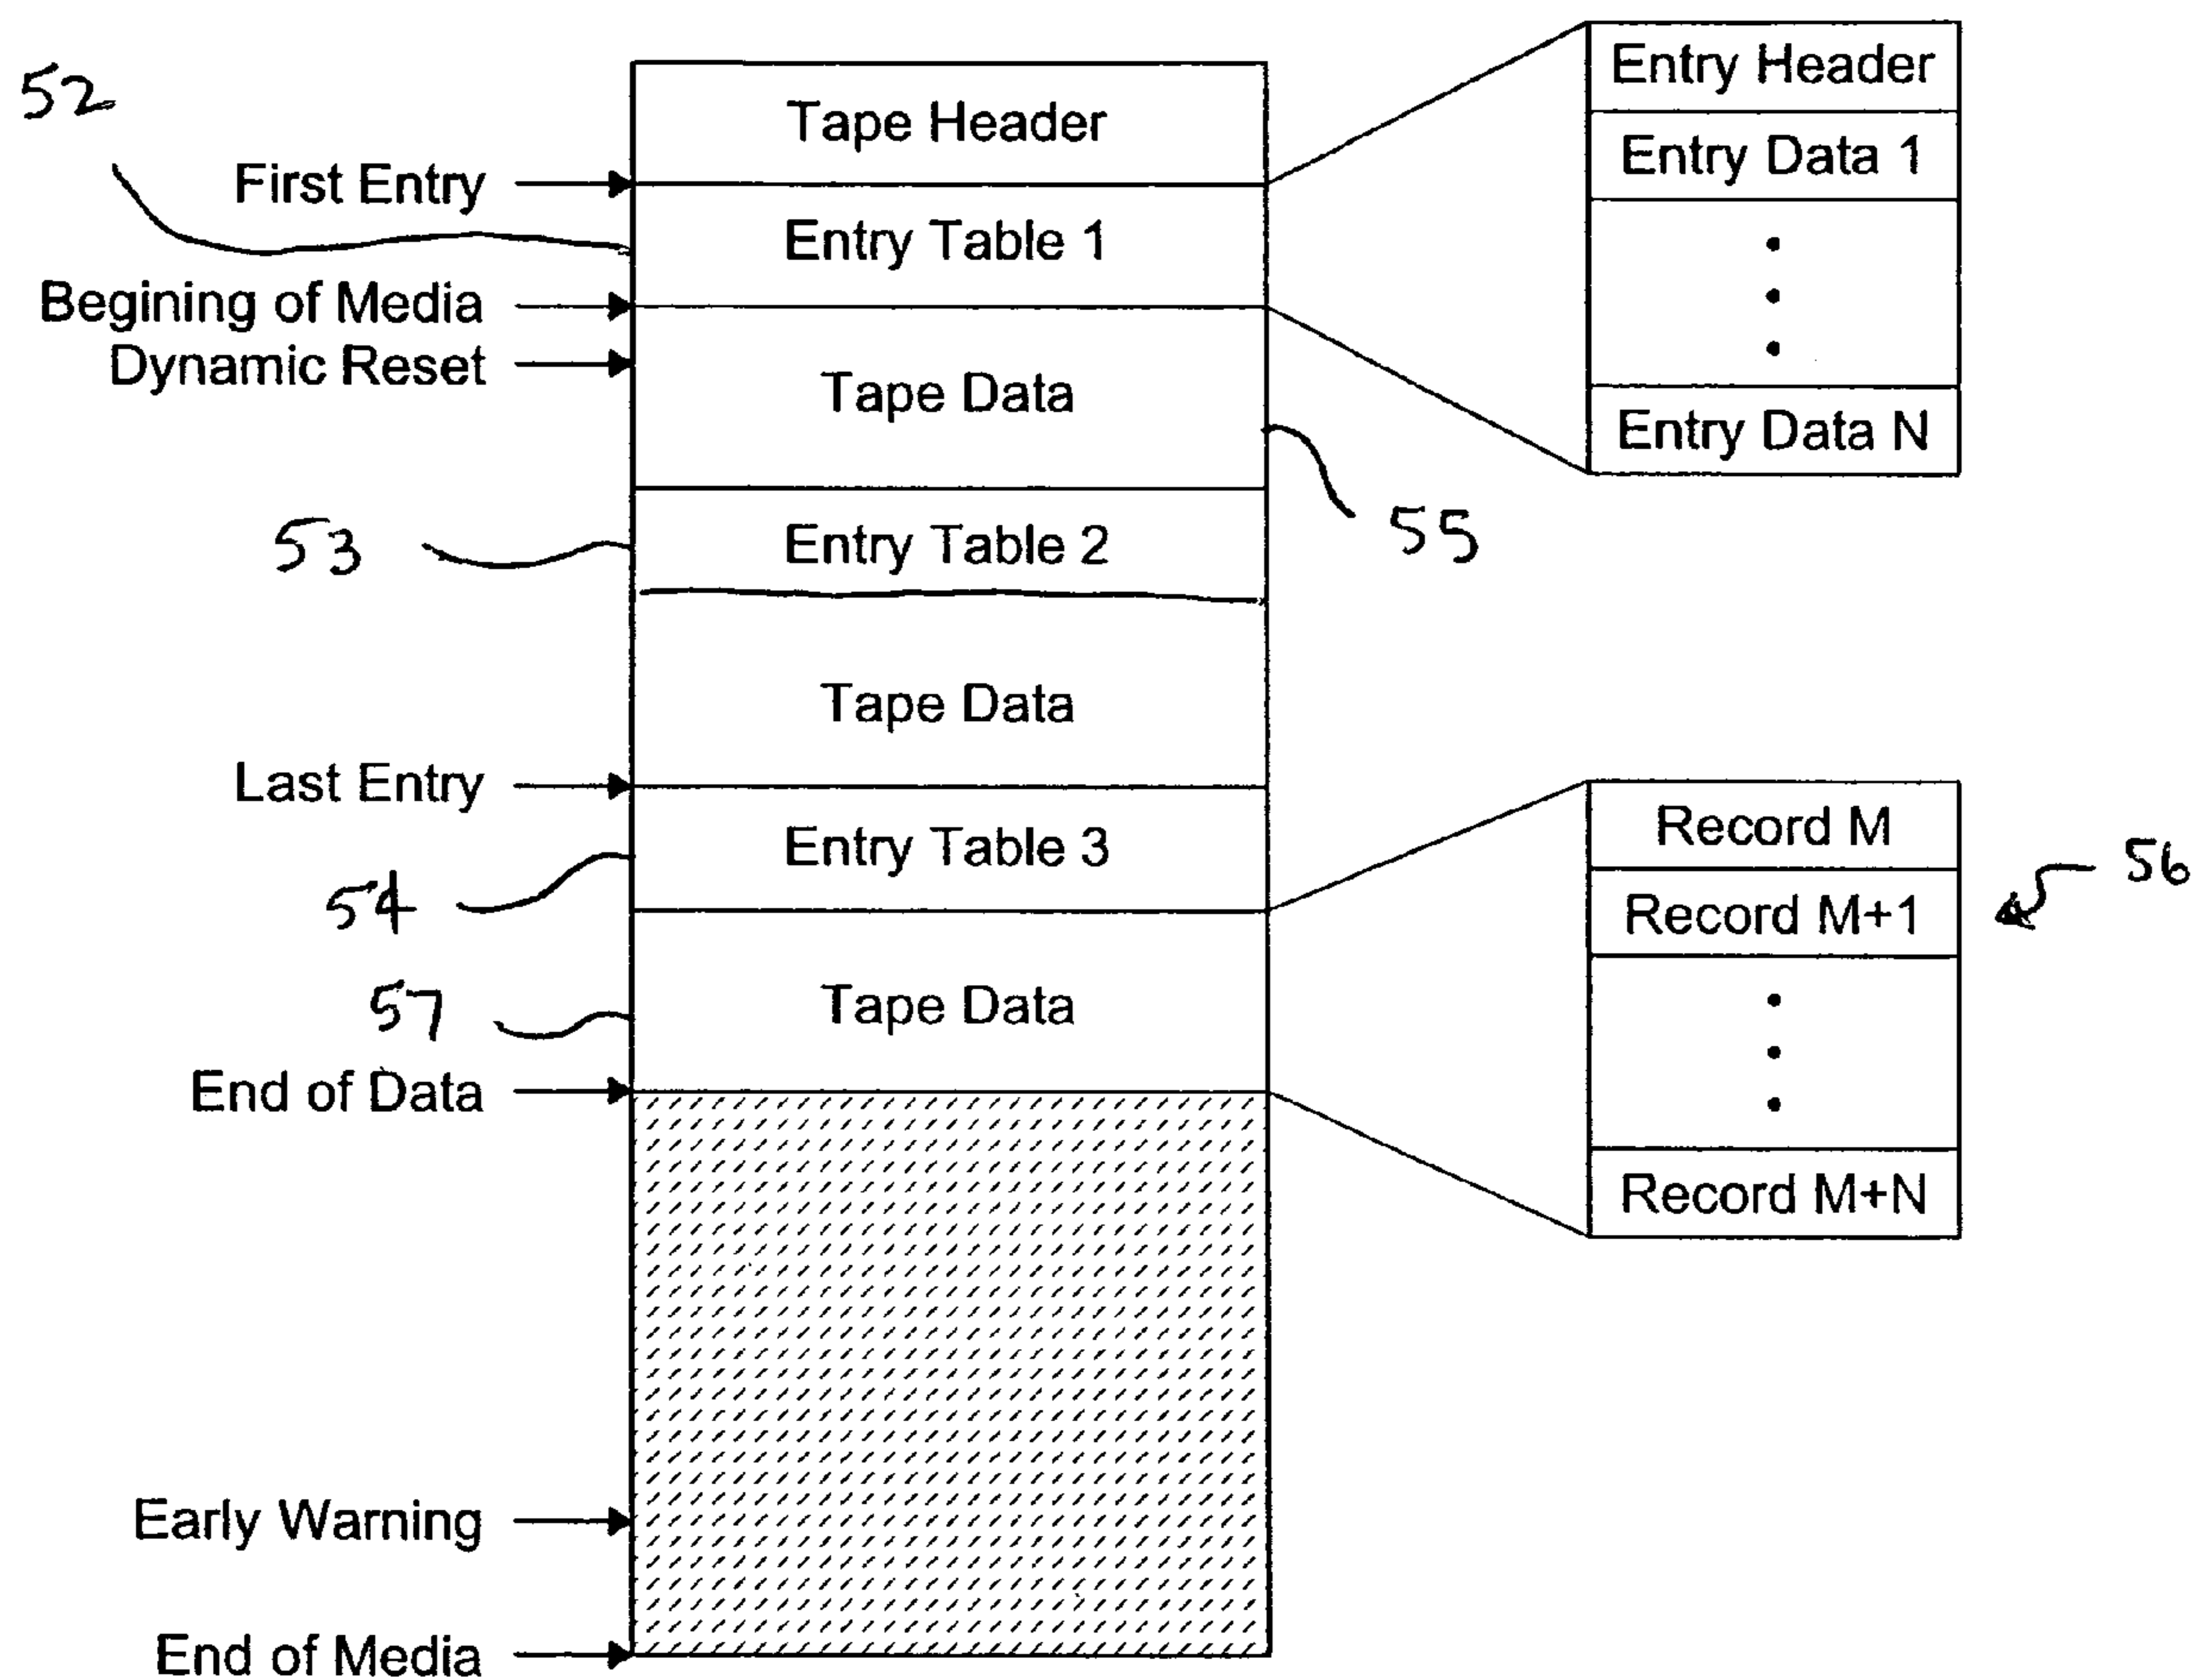 52
Tape Header
First Entry
Entry Table 1
Begining of Media
Dynamic Reset
Tape Data
55
53
Entry Table 2
Tape Data
Last Entry
Entry Table 3
54
Tape Data
57
End of Data
Early Warning
End of Media
Entry Header
Entry Data 1
Entry Data N
Record M
Record M+1
56
Record M+N